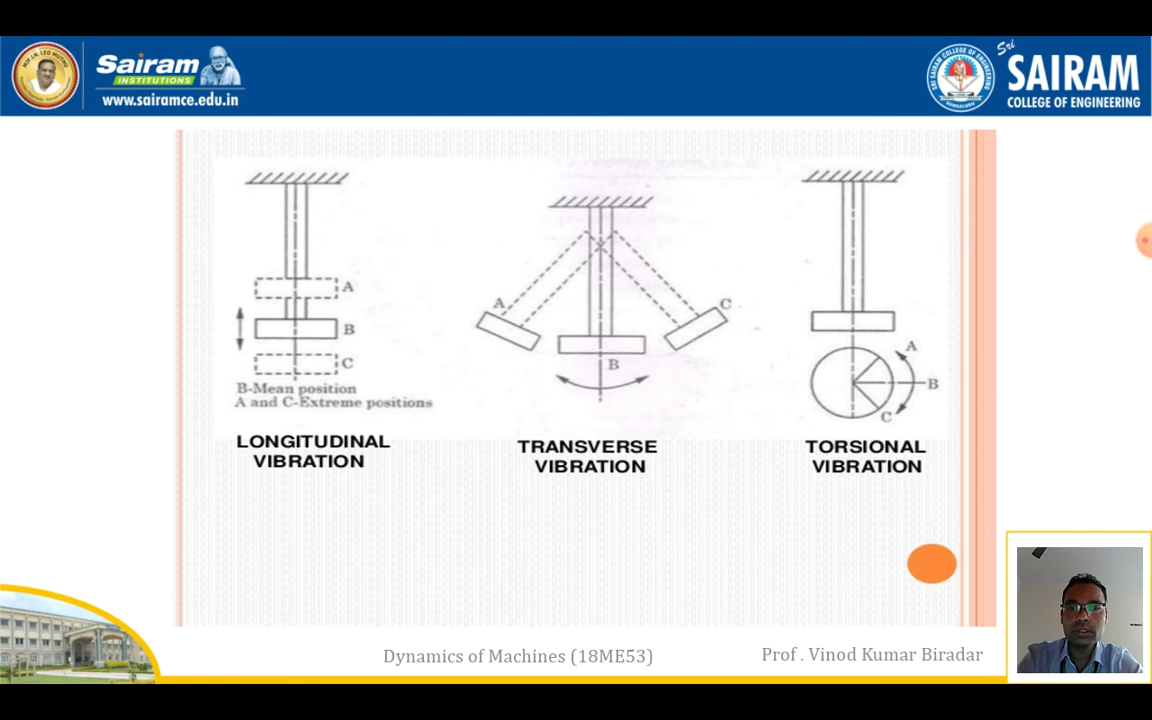 Sairam
INSTITUTIONS
www.sairamce.edu.in
Sri
SAIRAM
COLLEGE OF ENGINEERING
A
B
C
B-Mean position
A and C-Extreme positions
LONGITUDINAL
VIBRATION
A
C
B
TRANSVERSE
VIBRATION
A
B
C
TORSIONAL
VIBRATION
Dynamics of Machines (18ME53)
Prof . Vinod Kumar Biradar